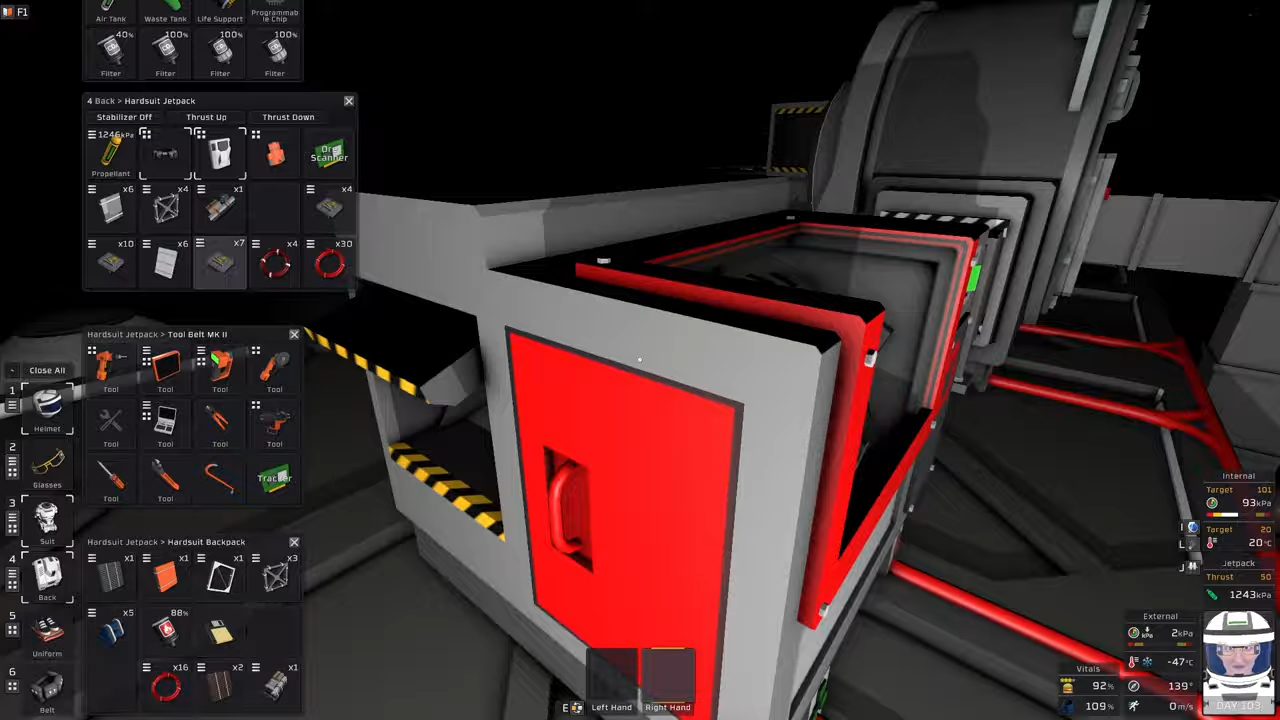 F1
Air Tank
Waste Tank
Life Support
Programmab
le Chip
40%
100%
100%
100%
Filter
Filter
Filter
Filter
4 Back > Hardsuit Jetpack
Stabilizer Off
Thrust Up
Thrust Down
1246kPa
Propellant
Ore
Scanner
x6
x4
x1
x4
x10
x6
x7
x4
x30
Hardsuit Jetpack > Tool Belt MK II
Tool
Tool
Tool
Tool
Tool
Tool
Tool
Tool
Tool
Tool
Tracker
Close All
1
Helmet
2
Glasses
3
Suit
4
Back
5
Uniform
6
Belt
Hardsuit Jetpack > Hardsuit Backpack
x1
x1
x1
x3
x5
88%
x16
x2
x1
E
Left Hand
Right Hand
Internal
Target 101
93kPa
Target 20
20°C
Jetpack
Thrust 50
1243kPa
External
2kPa
-47°C
139°
0m/s
Vitals
92%
109%
DAY 103